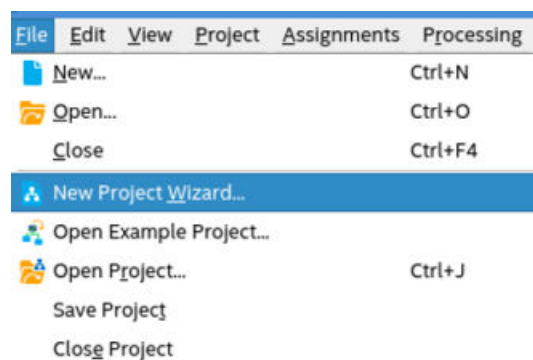 File Edit View Project Assignments Processing
New... Ctrl+N
Open... Ctrl+O
Close Ctrl+F4
New Project Wizard...
Open Example Project...
Open Project... Ctrl+J
Save Project
Close Project